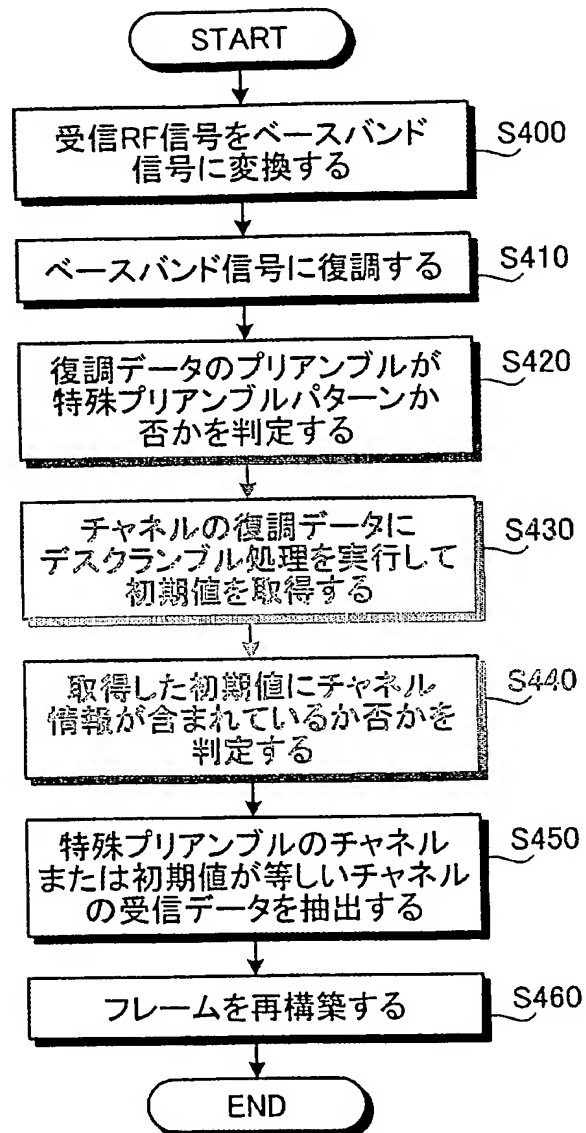 START
受信RF信号をベースバンド
信号に変換する
S400
ベースバンド信号に復調する
S410
復調データのプリアンブルが
特殊プリアンブルパターンか
否かを判定する
S420
チャネルの復調データに
デスクランブル処理を実行して
初期値を取得する
S430
取得した初期値にチャネル
情報が含まれているか否かを
判定する
S440
特殊プリアンブルのチャネル
または初期値が等しいチャネル
の受信データを抽出する
S450
フレームを再構築する
S460
END